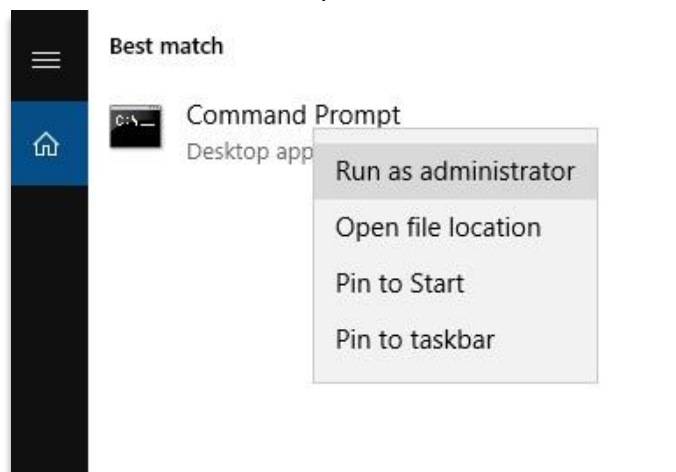 Best match
C:\_
Command Prompt
Desktop app
Run as administrator
Open file location
Pin to Start
Pin to taskbar